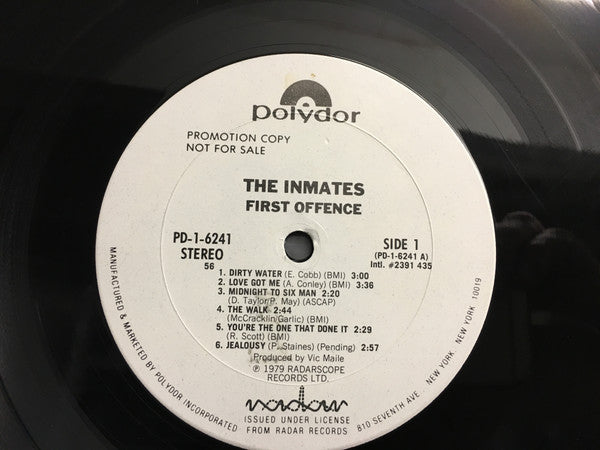 polydor
PROMOTION COPY
NOT FOR SALE
THE INMATES
FIRST OFFENCE
PD-1-6241
STEREO
56
SIDE 1
(PD-1-6241 A)
Intl. #2391 435
1. DIRTY WATER (E. Cobb) (BMI) 3:00
2. LOVE GOT ME (A. Conley) (BMI) 3:36
3. MIDNIGHT TO SIX MAN 2:20
(D. Taylor/P. May) (ASCAP)
4. THE WALK 2:44
(McCracklin/Garlic) (BMI)
5. YOU'RE THE ONE THAT DONE IT 2:29
(R. Scott) (BMI)
6. JEALOUSY (P. Staines) (Pending) 2:57
Produced by Vic Maile
℗ 1979 RADARSCOPE
RECORDS LTD.
radar
ISSUED UNDER LICENSE
FROM RADAR RECORDS
MANUFACTURED & MARKETED BY POLYDOR INCORPORATED
810 SEVENTH AVE., NEW YORK, NEW YORK 10019